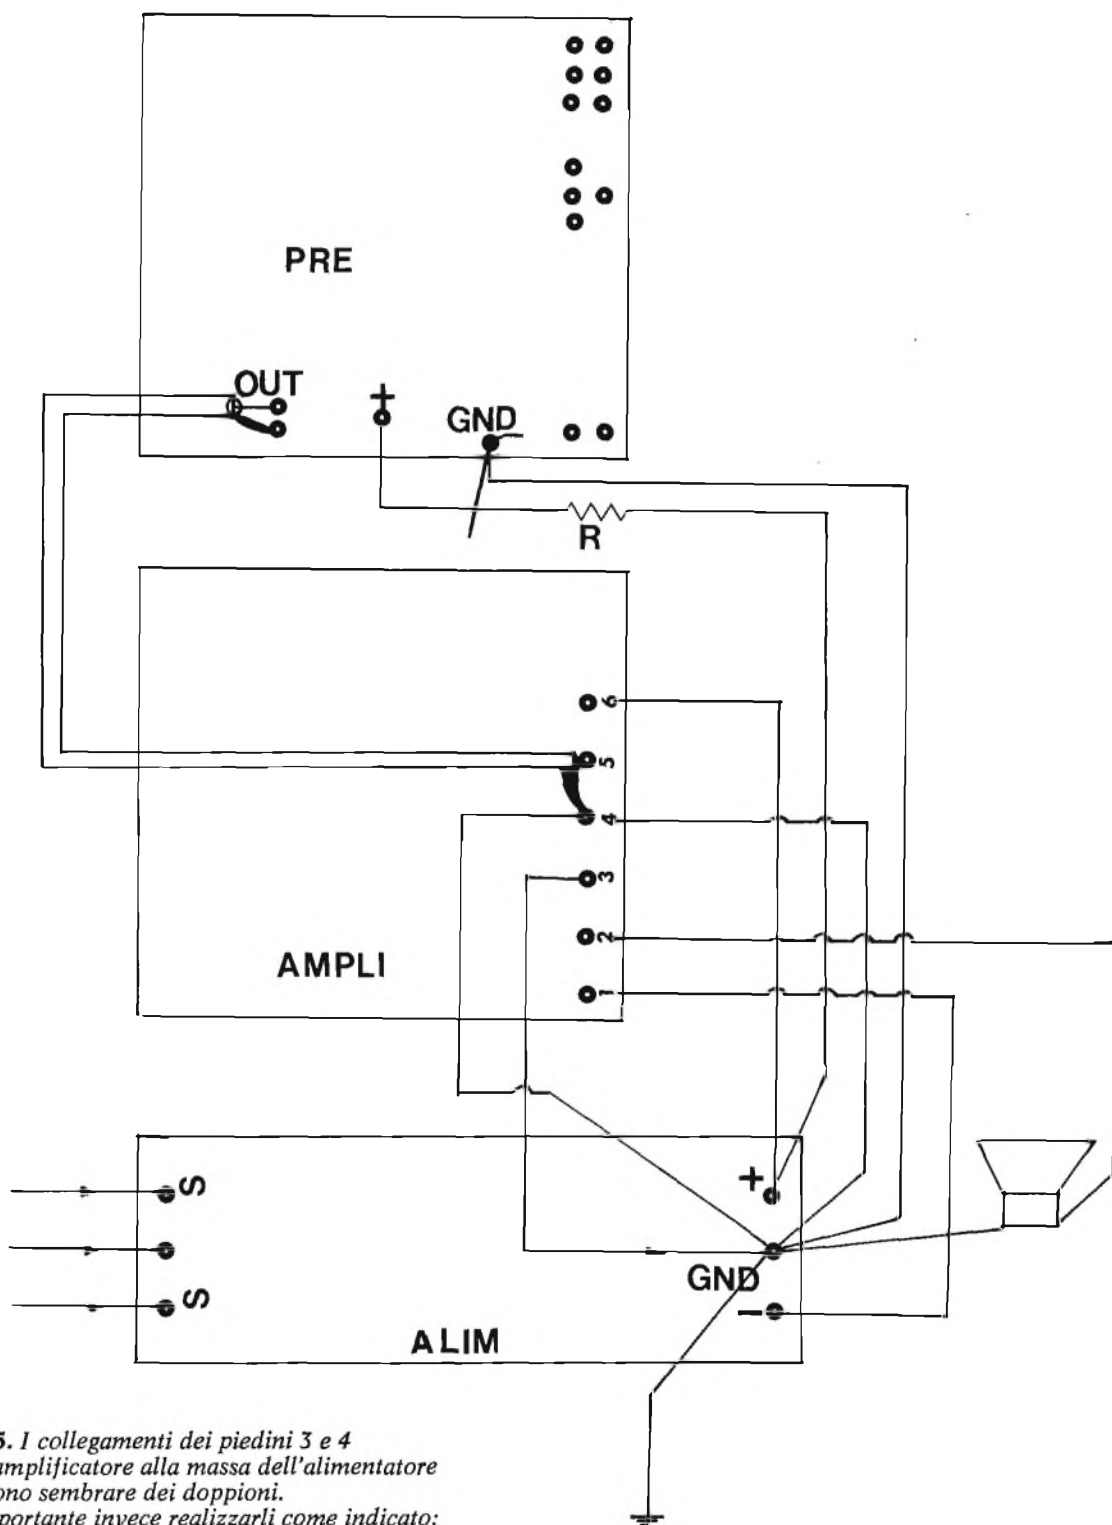 PRE
OUT
+
GND
R
6
5
4
3
2
1
AMPLI
S
S
+
GND
−
ALIM
5. I collegamenti dei piedini 3 e 4
amplificatore alla massa dell'alimentatore
ono sembrare dei doppioni.
portante invece realizzarli come indicato: